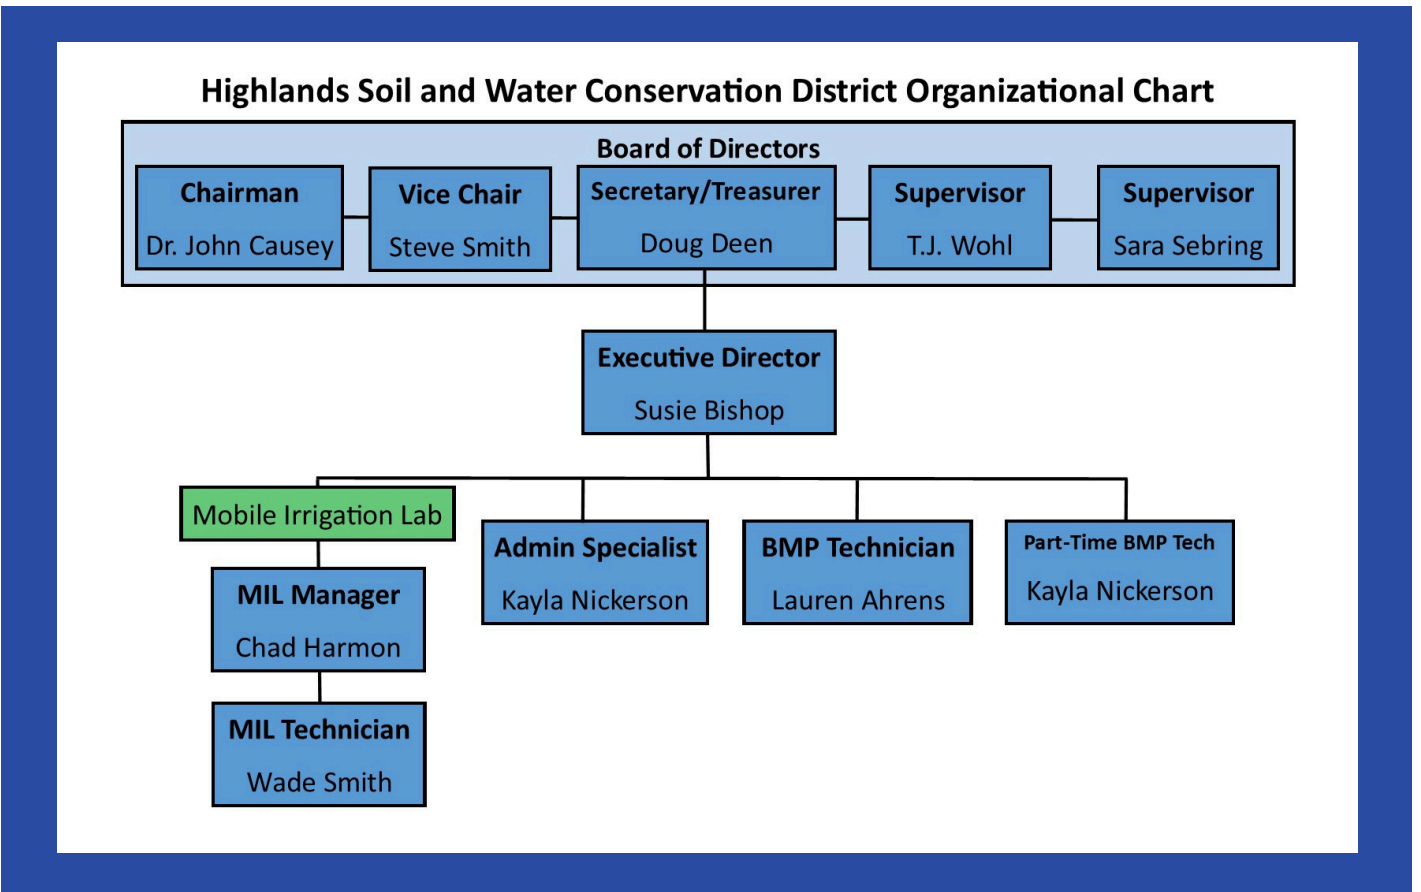 Highlands Soil and Water Conservation District Organizational Chart
Board of Directors
Chairman
Dr. John Causey
Vice Chair
Steve Smith
Secretary/Treasurer
Doug Deen
Supervisor
T.J. Wohl
Supervisor
Sara Sebring
Executive Director
Susie Bishop
Mobile Irrigation Lab
MIL Manager
Chad Harmon
MIL Technician
Wade Smith
Admin Specialist
Kayla Nickerson
BMP Technician
Lauren Ahrens
Part-Time BMP Tech
Kayla Nickerson